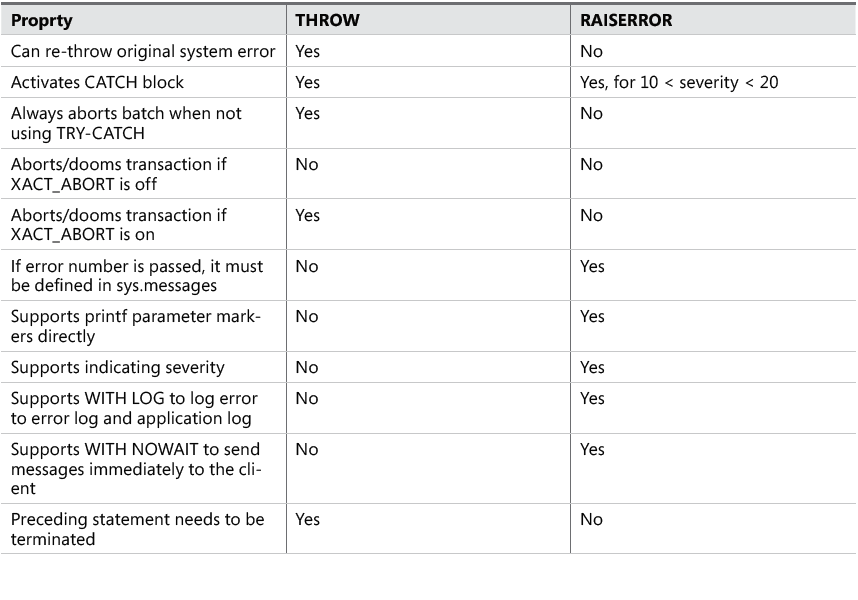 Proprty THROW RAISERROR
Can re-throw original system error Yes No
Activates CATCH block Yes Yes, for 10 < severity < 20
Always aborts batch when not Yes No
using TRY-CATCH
Aborts/dooms transaction if No No
XACT_ABORT is off
Aborts/dooms transaction if Yes No
XACT_ABORT is on
If error number is passed, it must No Yes
be defined in sys.messages
Supports printf parameter mark- No Yes
ers directly
Supports indicating severity No Yes
Supports WITH LOG to log error No Yes
to error log and application log
Supports WITH NOWAIT to send No Yes
messages immediately to the cli-
ent
Preceding statement needs to be Yes No
terminated